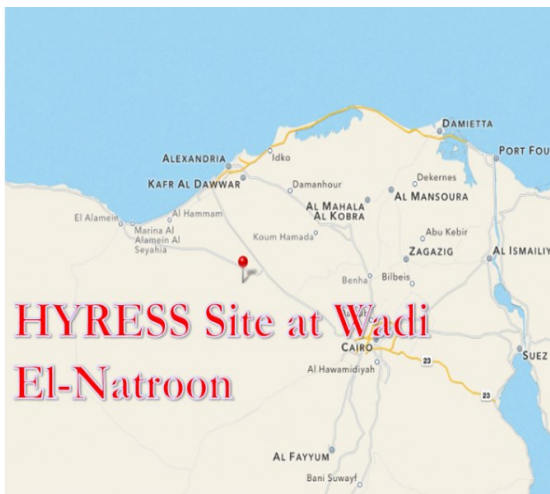 DAMIETTA
PORT FOU
ALEXANDRIA
Idko
KAFR AL DAWWAR
Damanhour
Dekernes
AL MANSOURA
AL MAHALA
AL KOBRA
El Alamein
Al Hammam
Marina Al
Alamein Al
Seyahia
Koum Hamada
Abu Kebir
ZAGAZIG
AL ISMAILIY
Benha
Bilbeis
HYRESS Site at Wadi
El-Natroon
CAIRO
Al Hawamidiyah
23
23
SUEZ
AL FAYYUM
Bani Suwayf